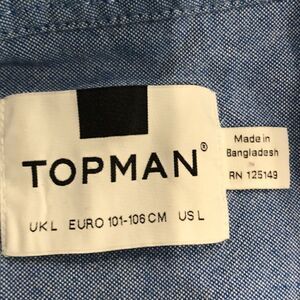 TOPMAN®
UK L EURO 101-106 CM US L
Made in
Bangladesh
RN 125149